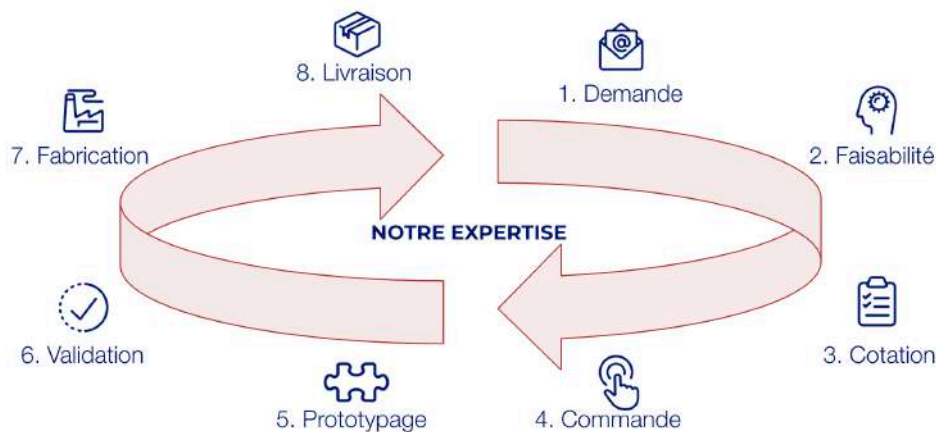 1. Demande
2. Faisabilité
3. Cotation
4. Commande
5. Prototypage
6. Validation
7. Fabrication
8. Livraison
NOTRE EXPERTISE